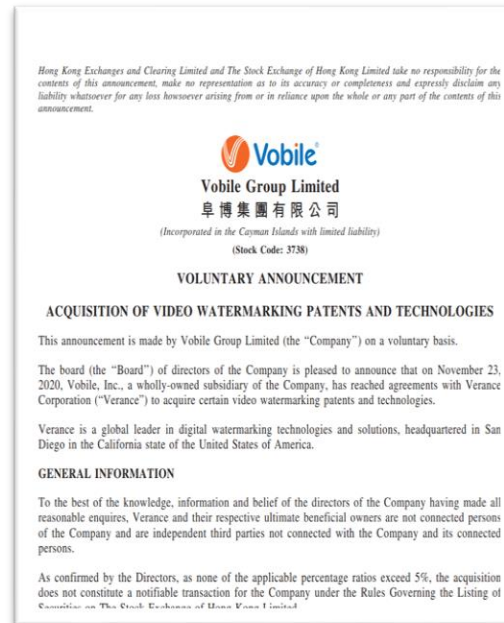 Hong Kong Exchanges and Clearing Limited and The Stock Exchange of Hong Kong Limited take no responsibility for the
contents of this announcement, make no representation as to its accuracy or completeness and expressly disclaim any
liability whatsoever for any loss howsoever arising from or in reliance upon the whole or any part of the contents of this
announcement.
Vobile
Vobile Group Limited
阜博集團有限公司
(Incorporated in the Cayman Islands with limited liability)
(Stock Code: 3738)
VOLUNTARY ANNOUNCEMENT
ACQUISITION OF VIDEO WATERMARKING PATENTS AND TECHNOLOGIES
This announcement is made by Vobile Group Limited (the “Company”) on a voluntary basis.
The board (the “Board”) of directors of the Company is pleased to announce that on November 23,
2020, Vobile, Inc., a wholly-owned subsidiary of the Company, has reached agreements with Verance
Corporation (“Verance”) to acquire certain video watermarking patents and technologies.
Verance is a global leader in digital watermarking technologies and solutions, headquartered in San
Diego in the California state of the United States of America.
GENERAL INFORMATION
To the best of the knowledge, information and belief of the directors of the Company having made all
reasonable enquires, Verance and their respective ultimate beneficial owners are not connected persons
of the Company and are independent third parties not connected with the Company and its connected
persons.
As confirmed by the Directors, as none of the applicable percentage ratios exceed 5%, the acquisition
does not constitute a notifiable transaction for the Company under the Rules Governing the Listing of
Securities on The Stock Exchange of Hong Kong Limited